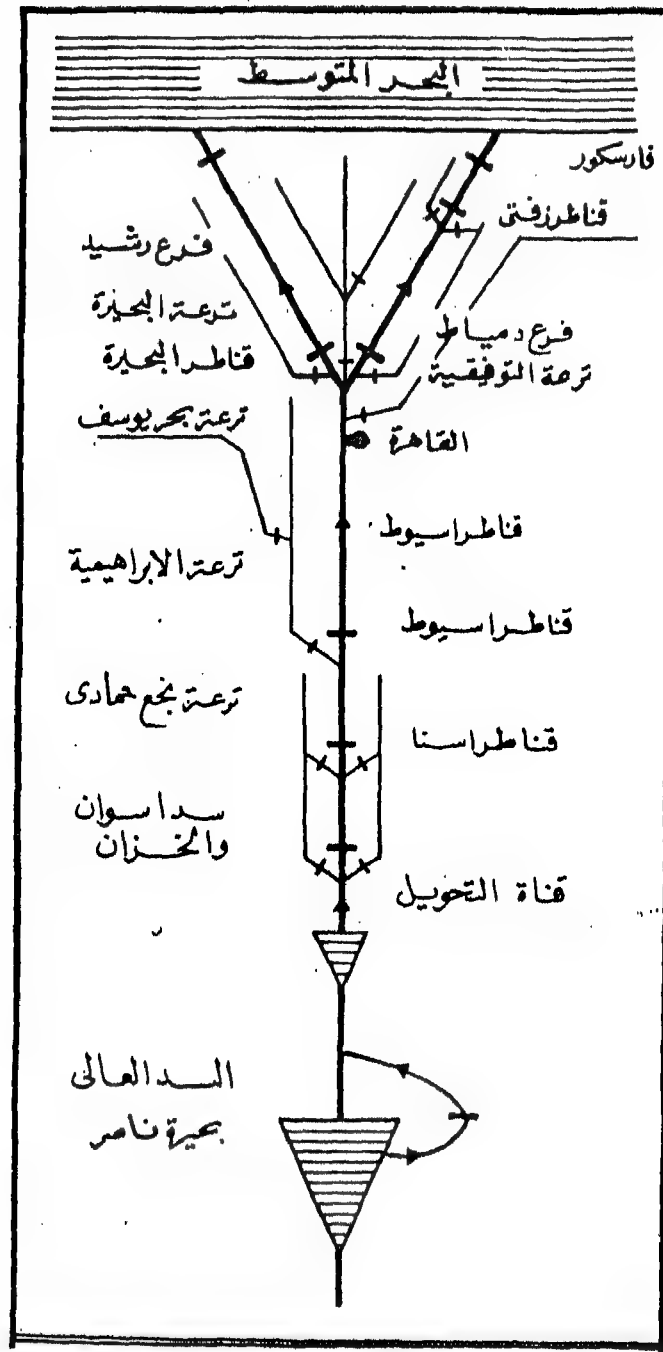 البحر المتوسط
فارسكور
قناطر زفتى
فرع رشيد
ترعة البحيرة
قناطر البحيرة
فرع دمياط
ترعة التوفيقية
ترعة بحر يوسف
القاهرة
قناطر اسيوط
ترعة الابراهيمية
قناطر اسيوط
ترعة نجع حمادى
قناطر اسنا
سد اسوان
والخزان
قناة التحويل
السد العالى
بحيرة ناصر